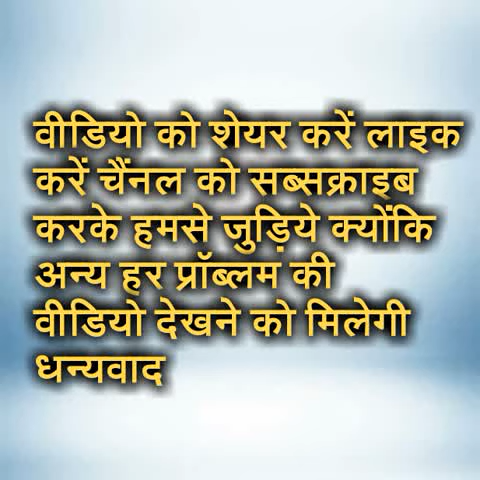 वीडियो को शेयर करें लाइक
करें चैंनल को सब्सक्राइब
करके हमसे जुड़िये क्योंकि
अन्य हर प्रॉब्लम की
वीडियो देखने को मिलेगी
धन्यवाद